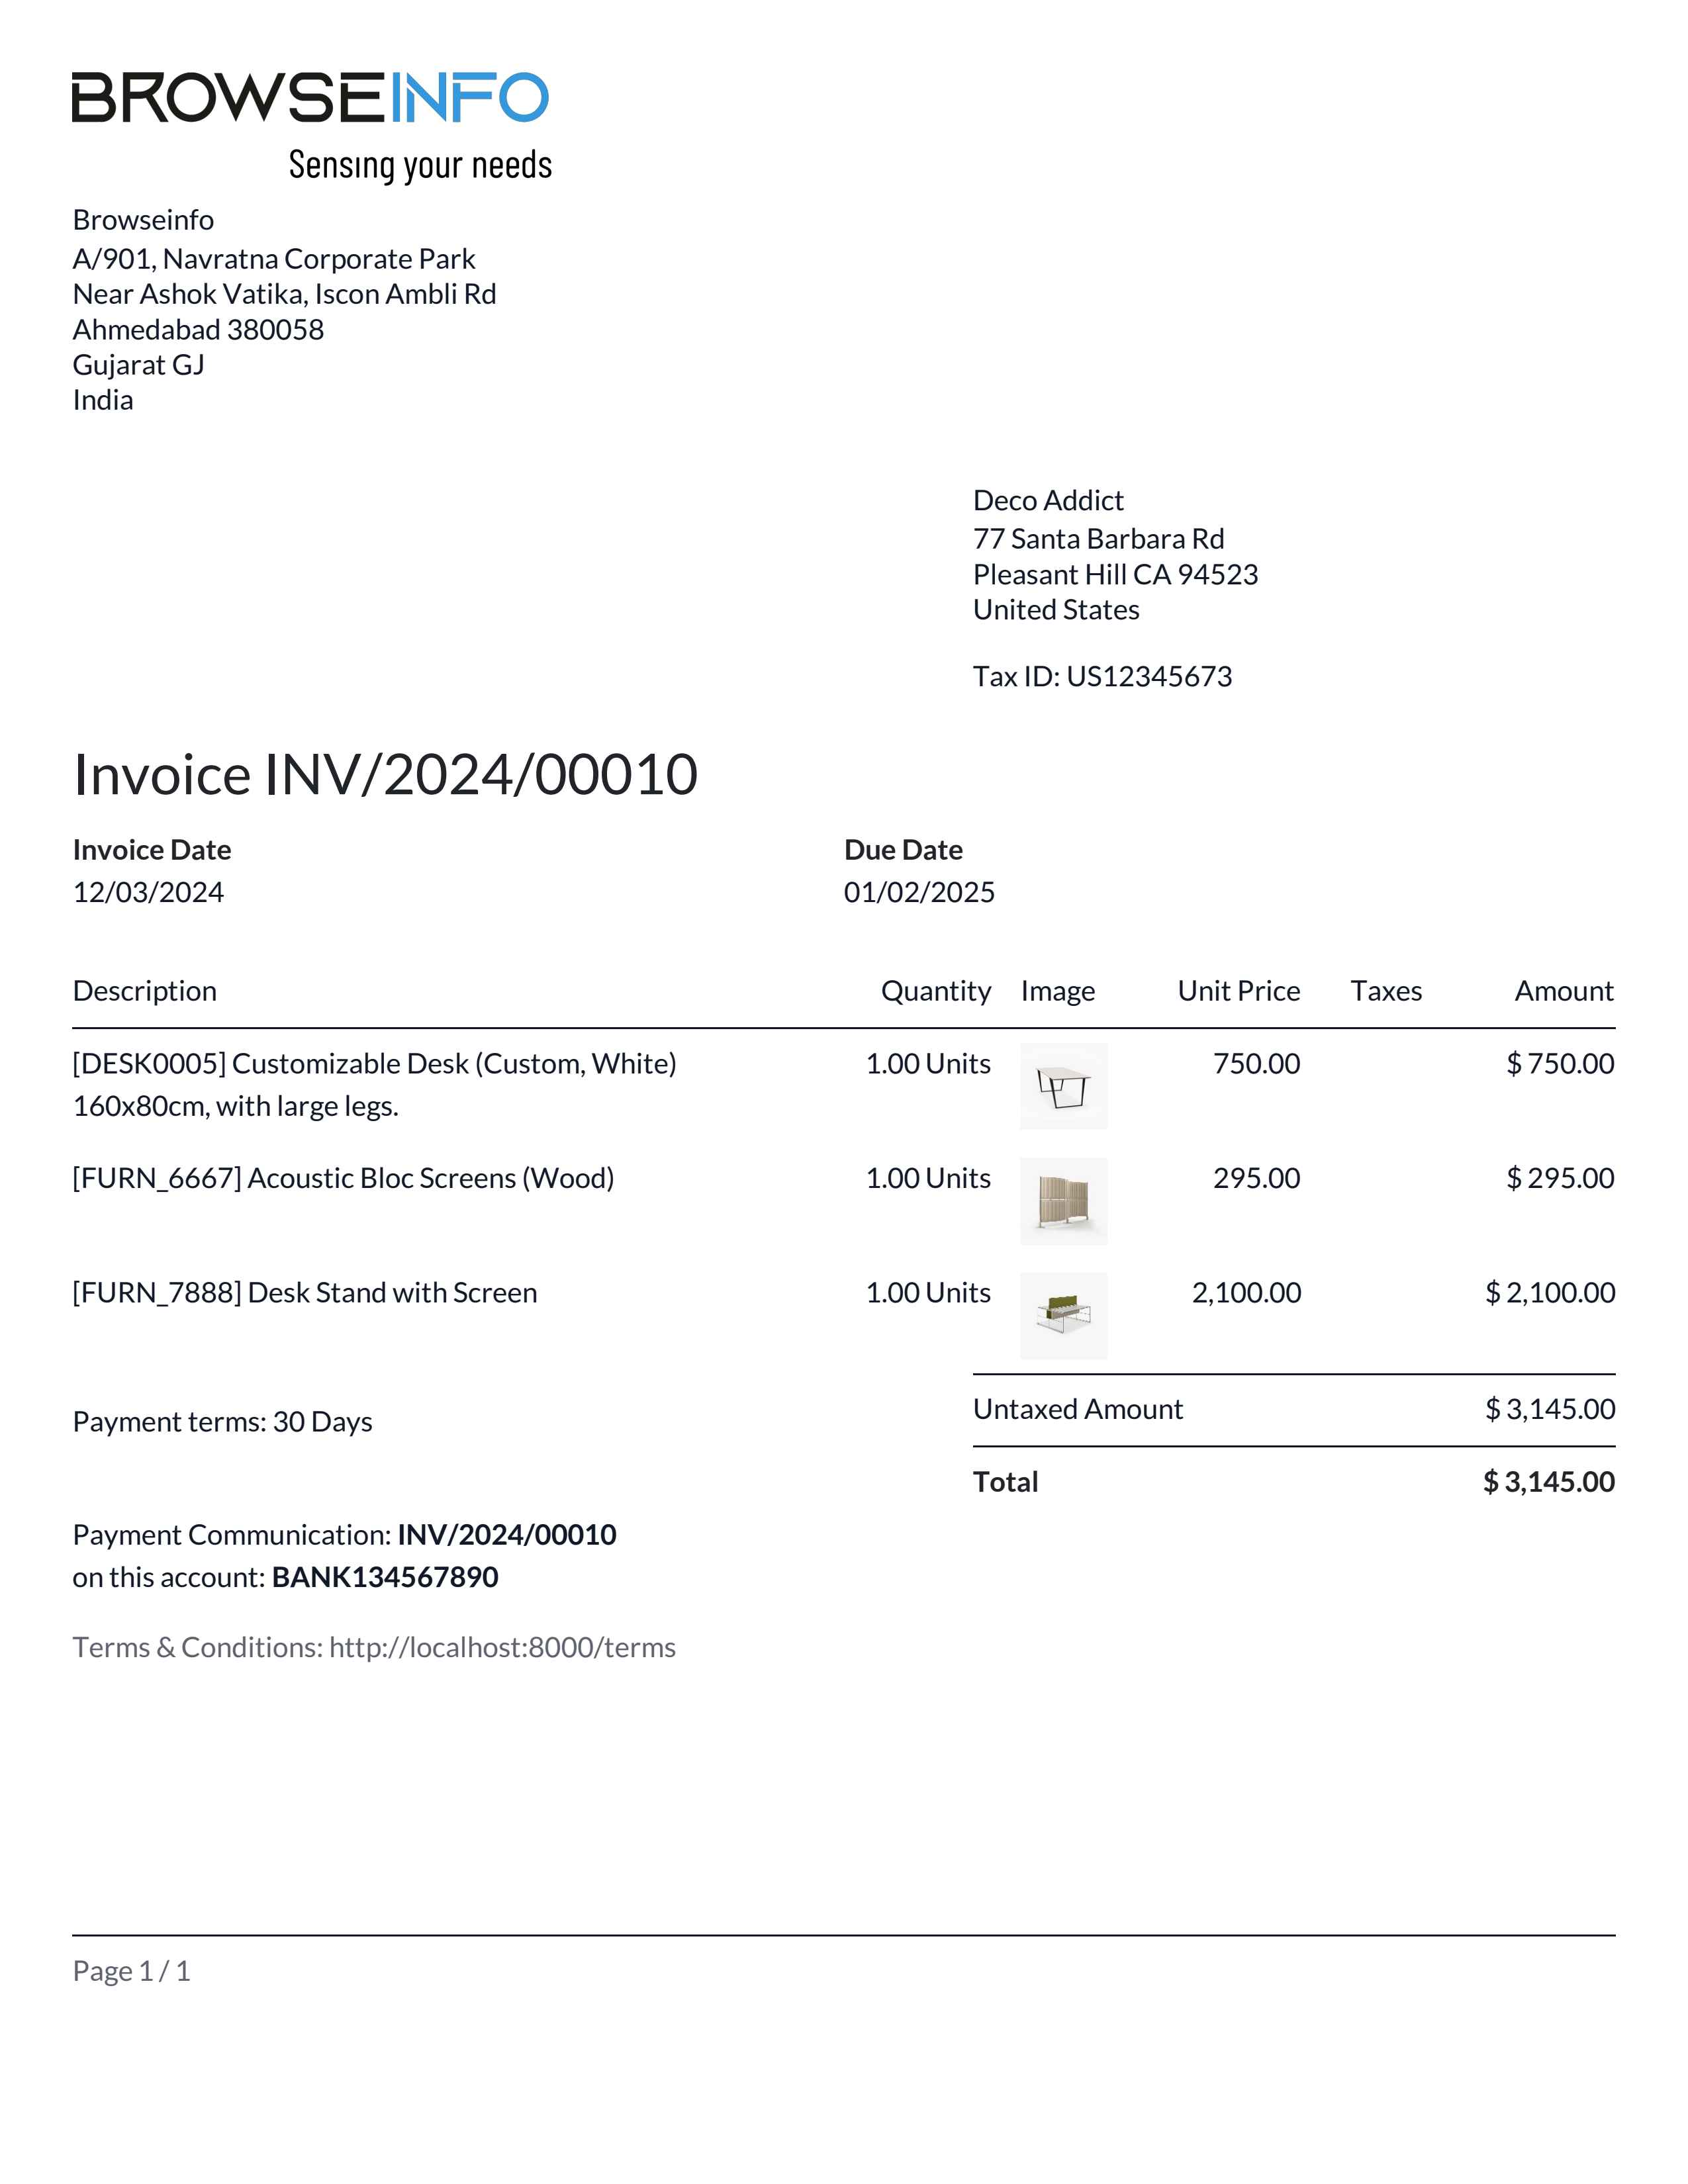 BROWSEINFO
Sensing your needs
Browseinfo
A/901, Navratna Corporate Park
Near Ashok Vatika, Iscon Ambli Rd
Ahmedabad 380058
Gujarat GJ
India
Deco Addict
77 Santa Barbara Rd
Pleasant Hill CA 94523
United States
Tax ID: US12345673
Invoice INV/2024/00010
Invoice Date Due Date
12/03/2024 01/02/2025
Description Quantity Image Unit Price Taxes Amount
[DESK0005] Customizable Desk (Custom, White) 1.00 Units 750.00 $ 750.00
160x80cm, with large legs.
[FURN_6667] Acoustic Bloc Screens (Wood) 1.00 Units 295.00 $ 295.00
[FURN_7888] Desk Stand with Screen 1.00 Units 2,100.00 $ 2,100.00
Untaxed Amount $ 3,145.00
Payment terms: 30 Days
Total $ 3,145.00
Payment Communication: INV/2024/00010
on this account: BANK134567890
Terms & Conditions: http://localhost:8000/terms
Page 1 / 1